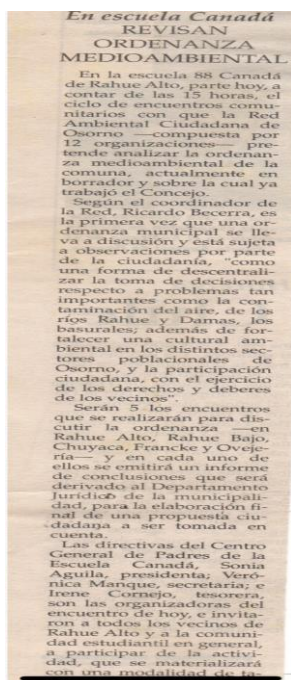 En escuela Canadá
REVISAN
ORDENANZA
MEDIOAMBIENTAL
En la escuela 88 Canadá
de Rahue Alto, parte hoy, a
contar de las 15 horas, el
ciclo de encuentros comu-
nitarios con que la Red
Ambiental Ciudadana de
Osorno —compuesta por
12 organizaciones— pre-
tende analizar la ordenan-
za medioambiental de la
comuna, actualmente en
borrador y sobre la cual ya
trabajó el Concejo.
Según el coordinador de
la Red, Ricardo Becerra, es
la primera vez que una or-
denanza municipal se lle-
va a discusión y está sujeta
a observaciones por parte
de la ciudadanía, "como
una forma de descentrali-
zar la toma de decisiones
respecto a problemas tan
importantes como la con-
taminación del aire, de los
ríos Rahue y Damas, los
basurales; además de for-
talecer una cultural am-
biental en los distintos sec-
tores poblacionales de
Osorno, y la participación
ciudadana, con el ejercicio
de los derechos y deberes
de los vecinos".
Serán 5 los encuentros
que se realizarán para dis-
cutir la ordenanza —en
Rahue Alto, Rahue Bajo,
Chuyaca, Francke y Oveje-
ría— y en cada uno de
ellos se emitirá un informe
de conclusiones que será
derivado al Departamento
Jurídico de la municipali-
dad, para la elaboración fi-
nal de una propuesta ciu-
dadana a ser tomada en
cuenta.
Las directivas del Centro
General de Padres de la
Escuela Canadá, Sonia
Aguila, presidenta; Veró-
nica Manque, secretaria; e
Irene Cornejo, tesorera,
son las organizadoras del
encuentro de hoy, e invita-
ron a todos los vecinos de
Rahue Alto y a la comuni-
dad estudiantil en general,
a participar de la activi-
dad, que se materializará
con una modalidad de ta-